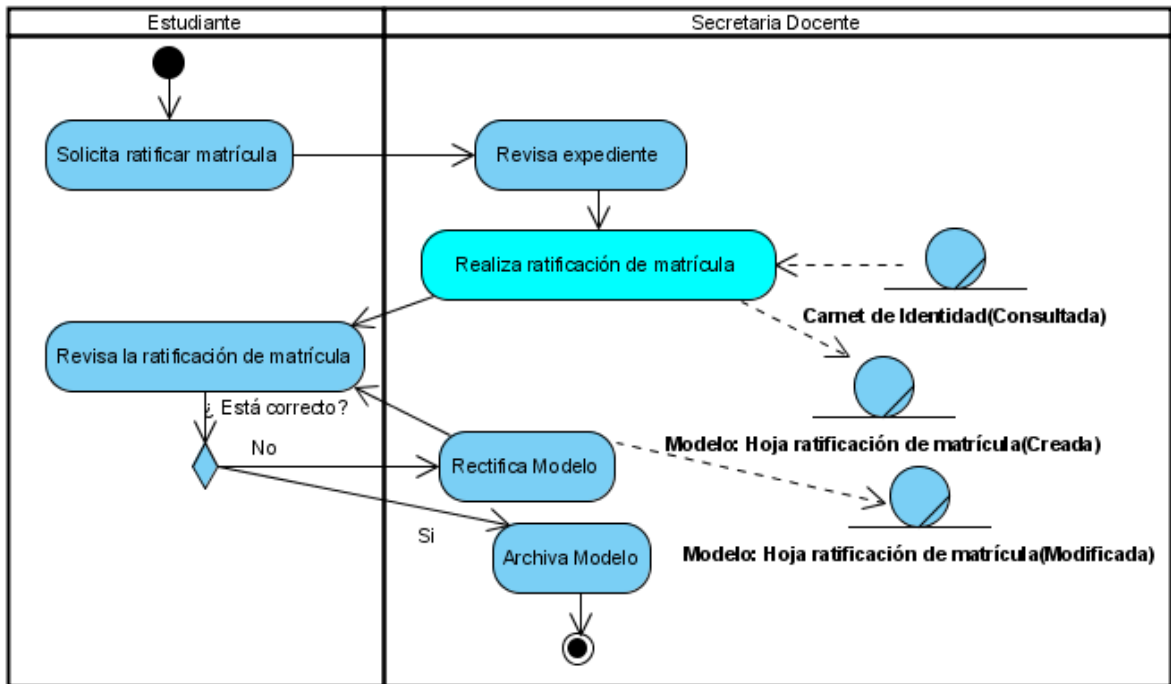 Estudiante
Secretaria Docente
Solicita ratificar matrícula
Revisa expediente
Realiza ratificación de matrícula
Carnet de Identidad(Consultada)
Revisa la ratificación de matrícula
¿ Está correcto?
Modelo: Hoja ratificación de matrícula(Creada)
No
Rectifica Modelo
Si
Archiva Modelo
Modelo: Hoja ratificación de matrícula(Modificada)